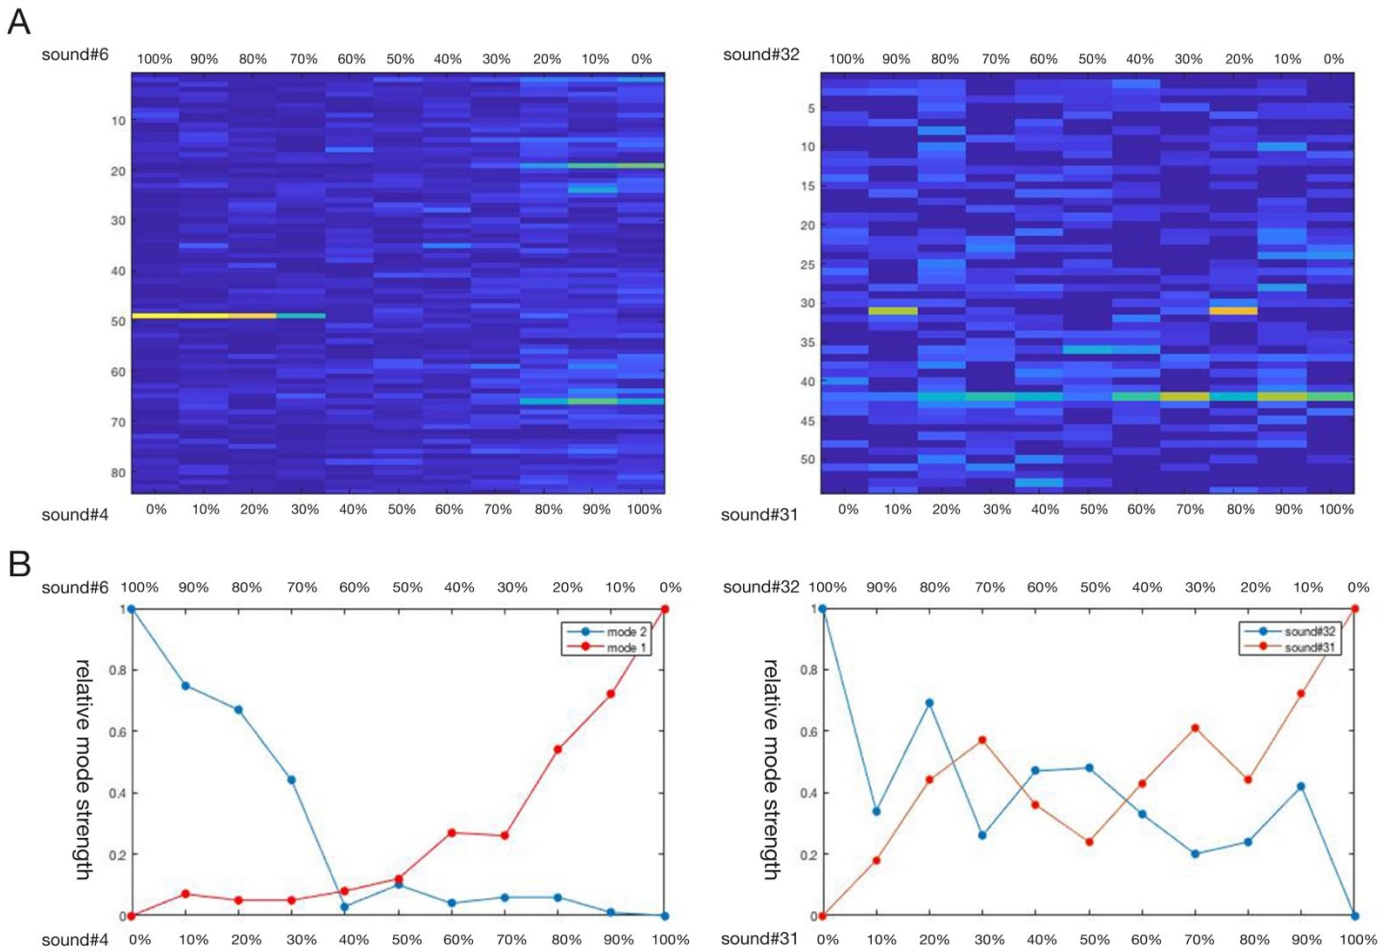 A
sound#6 100% 90% 80% 70% 60% 50% 40% 30% 20% 10% 0%
10
20
30
40
50
60
70
80
sound#4 0% 10% 20% 30% 40% 50% 60% 70% 80% 90% 100%
sound#32 100% 90% 80% 70% 60% 50% 40% 30% 20% 10% 0%
5
10
15
20
25
30
35
40
45
50
sound#31 0% 10% 20% 30% 40% 50% 60% 70% 80% 90% 100%
B
sound#6 100% 90% 80% 70% 60% 50% 40% 30% 20% 10% 0%
relative mode strength
1
0.8
0.6
0.4
0.2
0
mode 2
mode 1
sound#4 0% 10% 20% 30% 40% 50% 60% 70% 80% 90% 100%
sound#32 100% 90% 80% 70% 60% 50% 40% 30% 20% 10% 0%
relative mode strength
1
0.8
0.6
0.4
0.2
0
sound#32
sound#31
sound#31 0% 10% 20% 30% 40% 50% 60% 70% 80% 90% 100%